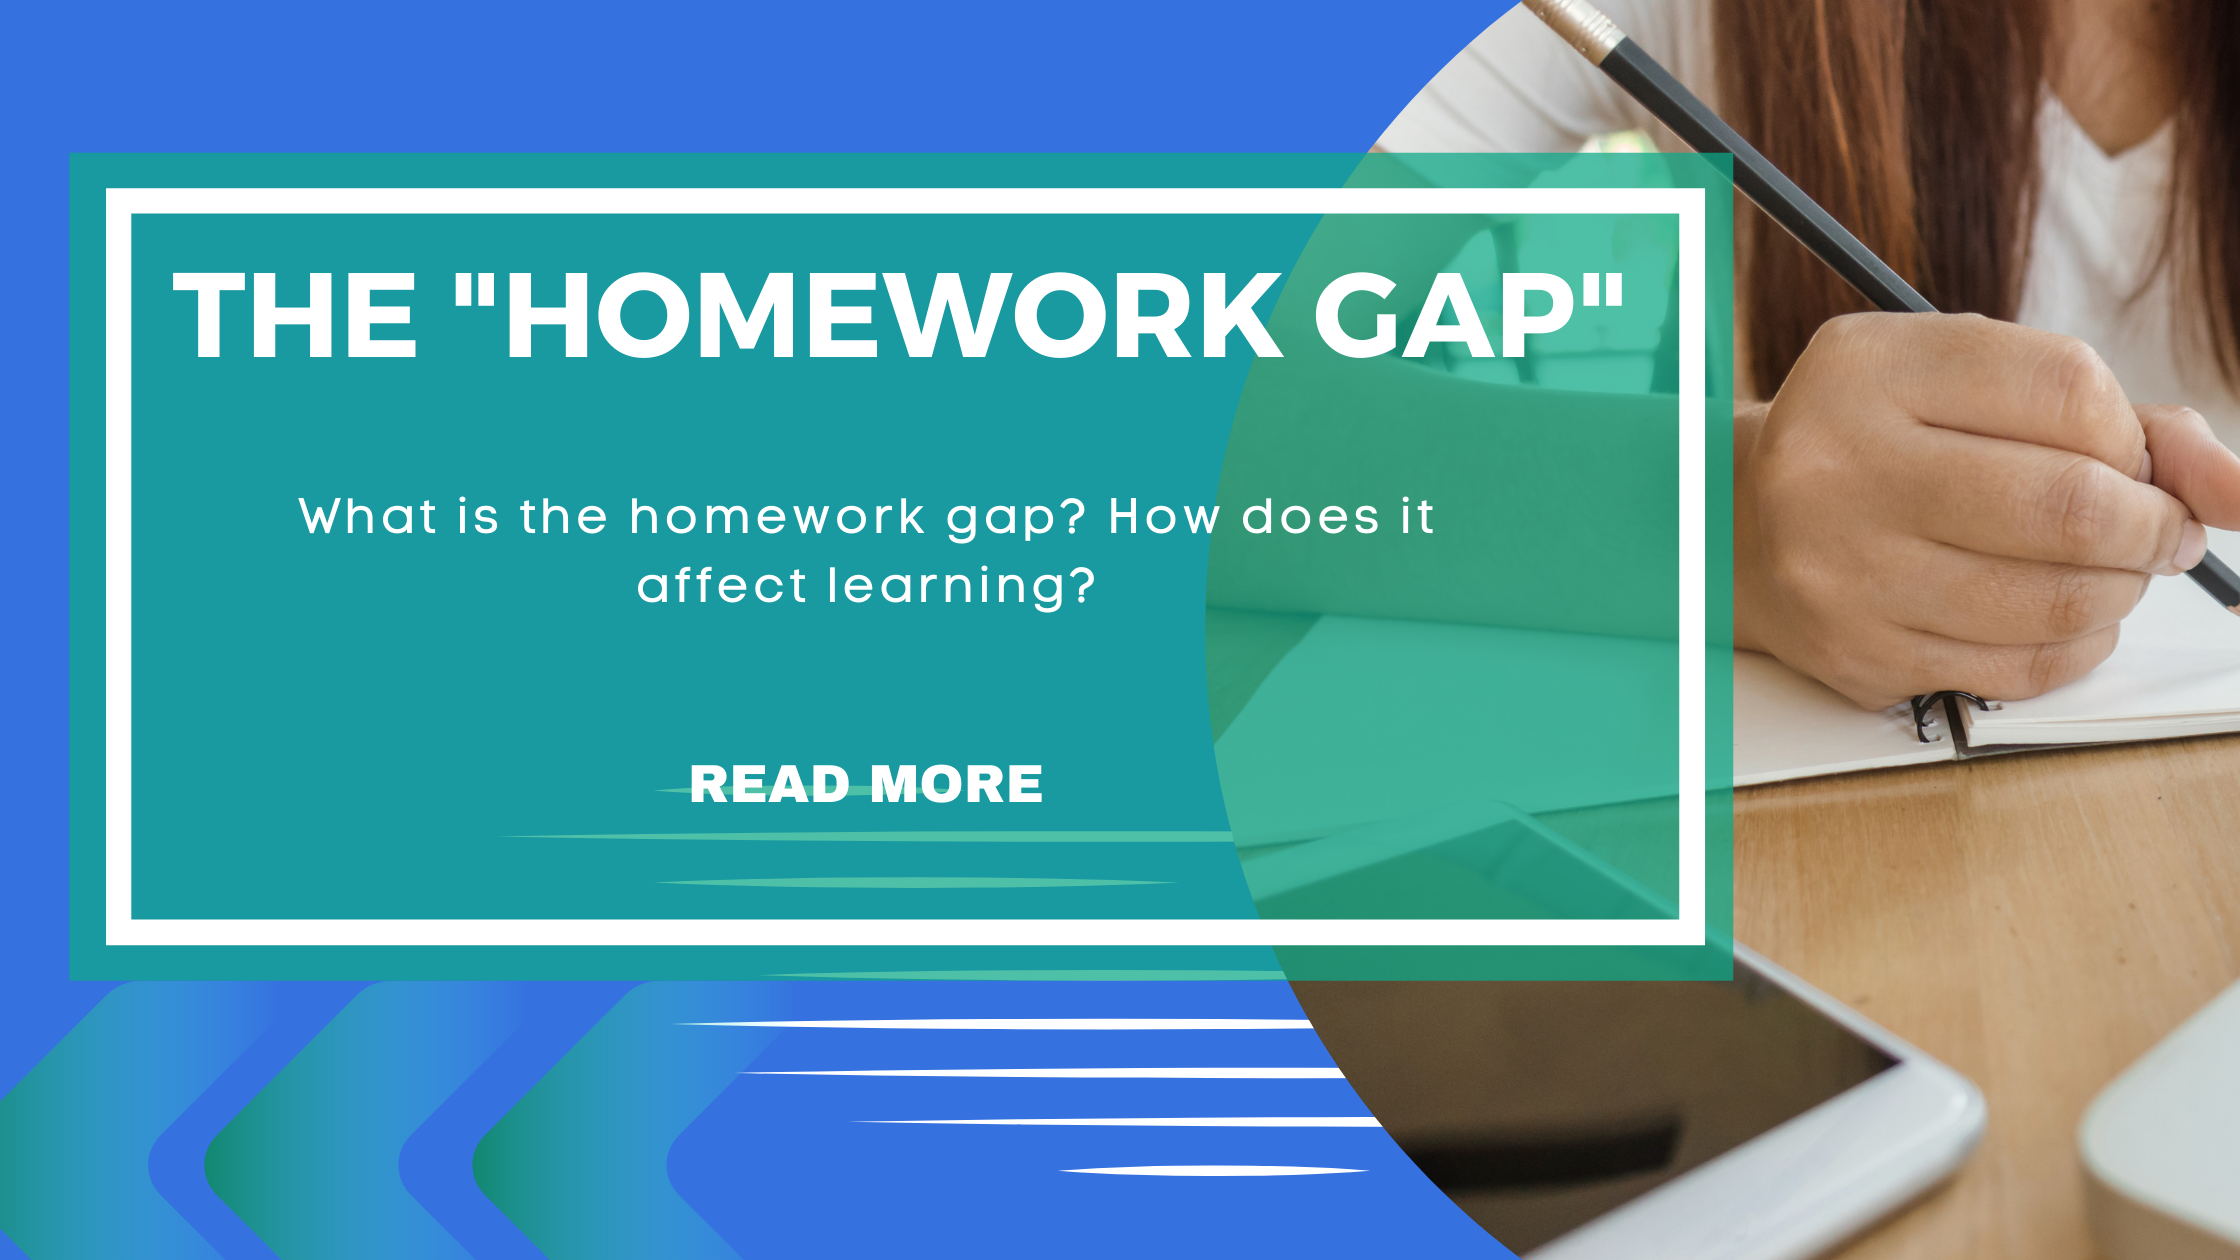 THE "HOMEWORK GAP"
What is the homework gap? How does it
affect learning?
READ MORE